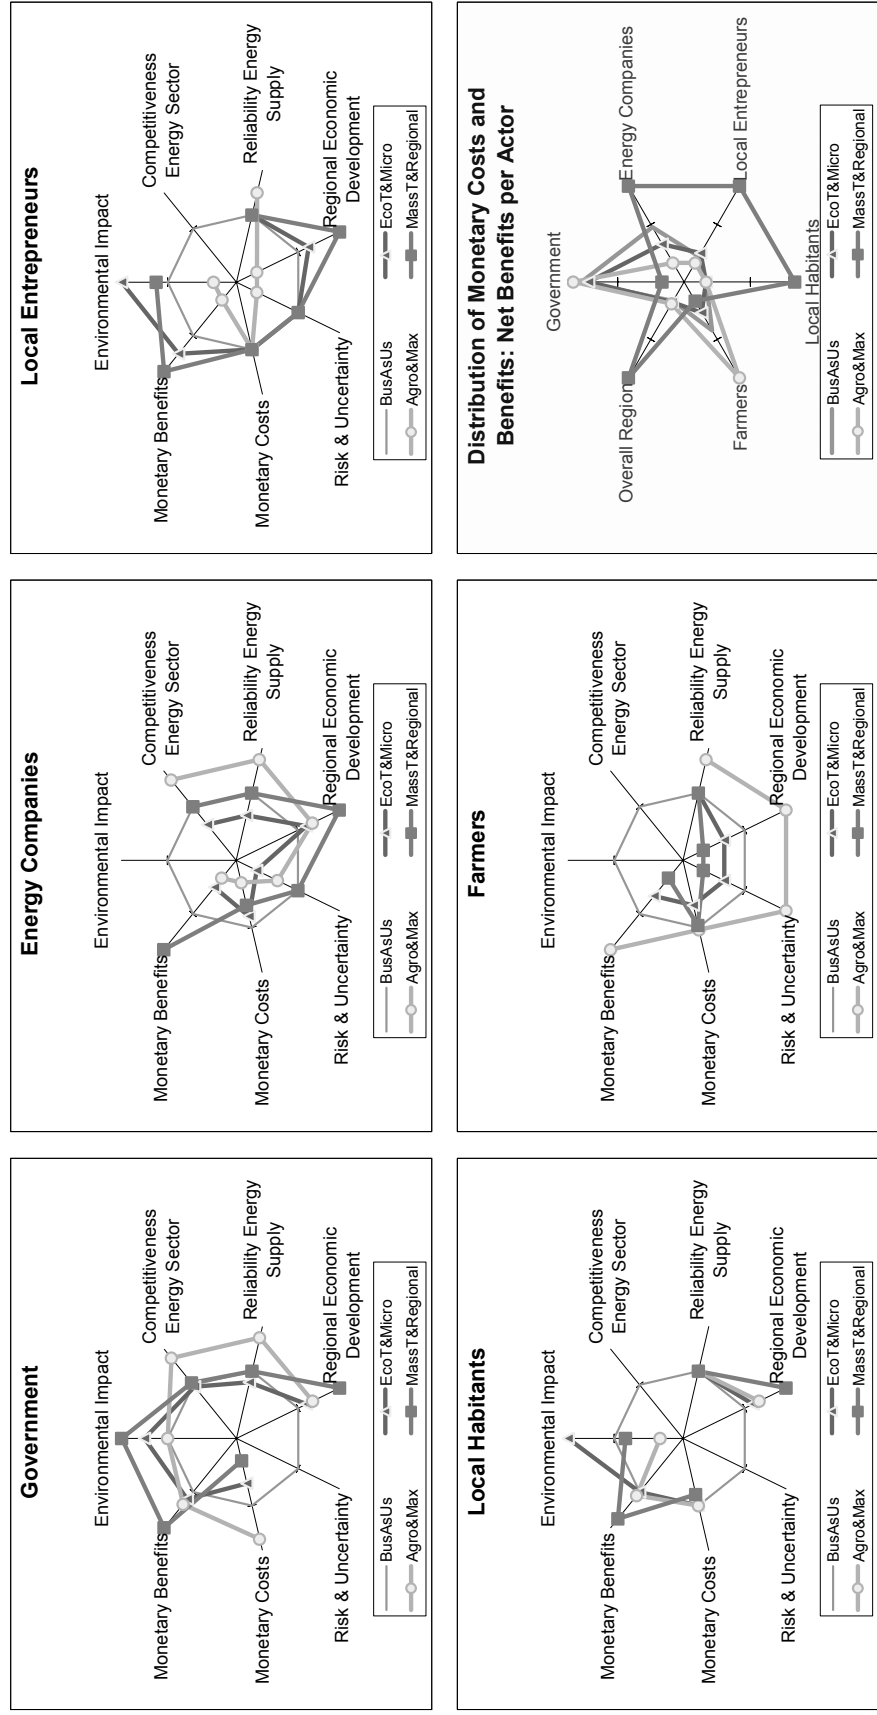 Government
Environmental Impact
Competitiveness
Energy Sector
Reliability Energy
Supply
Regional Economic
Development
Risk & Uncertainty
Monetary Costs
Monetary Benefits
BusAsUs
EcoT&Micro
Agro&Max
MassT&Regional
Energy Companies
Environmental Impact
Competitiveness
Energy Sector
Reliability Energy
Supply
Regional Economic
Development
Risk & Uncertainty
Monetary Costs
Monetary Benefits
BusAsUs
EcoT&Micro
Agro&Max
MassT&Regional
Local Entrepreneurs
Environmental Impact
Competitiveness
Energy Sector
Reliability Energy
Supply
Regional Economic
Development
Risk & Uncertainty
Monetary Costs
Monetary Benefits
BusAsUs
EcoT&Micro
Agro&Max
MassT&Regional
Local Habitants
Environmental Impact
Competitiveness
Energy Sector
Reliability Energy
Supply
Regional Economic
Development
Risk & Uncertainty
Monetary Costs
Monetary Benefits
BusAsUs
EcoT&Micro
Agro&Max
MassT&Regional
Farmers
Environmental Impact
Competitiveness
Energy Sector
Reliability Energy
Supply
Regional Economic
Development
Risk & Uncertainty
Monetary Costs
Monetary Benefits
BusAsUs
EcoT&Micro
Agro&Max
MassT&Regional
Distribution of Monetary Costs and
Benefits: Net Benefits per Actor
Government
Energy Companies
Local Entrepreneurs
Local Habitants
Farmers
Overall Region
BusAsUs
EcoT&Micro
Agro&Max
MassT&Regional